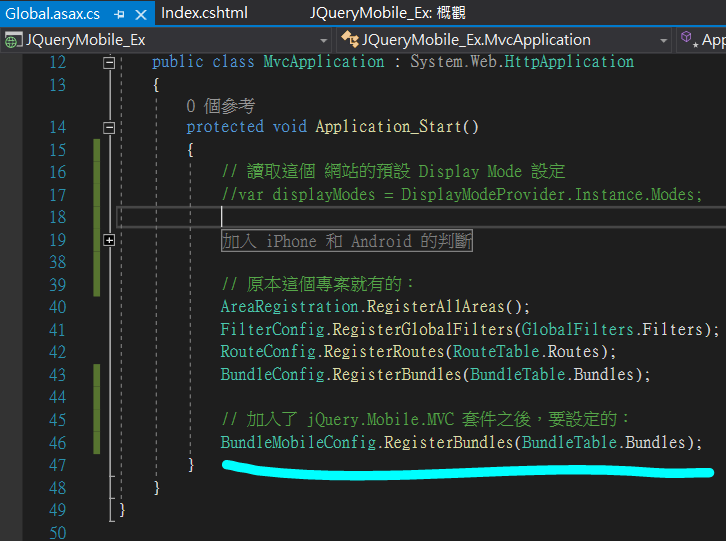 Global.asax.cs Index.cshtml JQueryMobile_Ex: 概觀
JQueryMobile_Ex JQueryMobile_Ex.MvcApplication App
12 public class MvcApplication : System.Web.HttpApplication
13 {
0 個參考
14 protected void Application_Start()
15 {
16 // 讀取這個 網站的預設 Display Mode 設定
17 //var displayModes = DisplayModeProvider.Instance.Modes;
18
19 加入 iPhone 和 Android 的判斷
38
39 // 原本這個專案就有的：
40 AreaRegistration.RegisterAllAreas();
41 FilterConfig.RegisterGlobalFilters(GlobalFilters.Filters);
42 RouteConfig.RegisterRoutes(RouteTable.Routes);
43 BundleConfig.RegisterBundles(BundleTable.Bundles);
44
45 // 加入了 jQuery.Mobile.MVC 套件之後，要設定的：
46 BundleMobileConfig.RegisterBundles(BundleTable.Bundles);
47 }
48 }
49 }
50